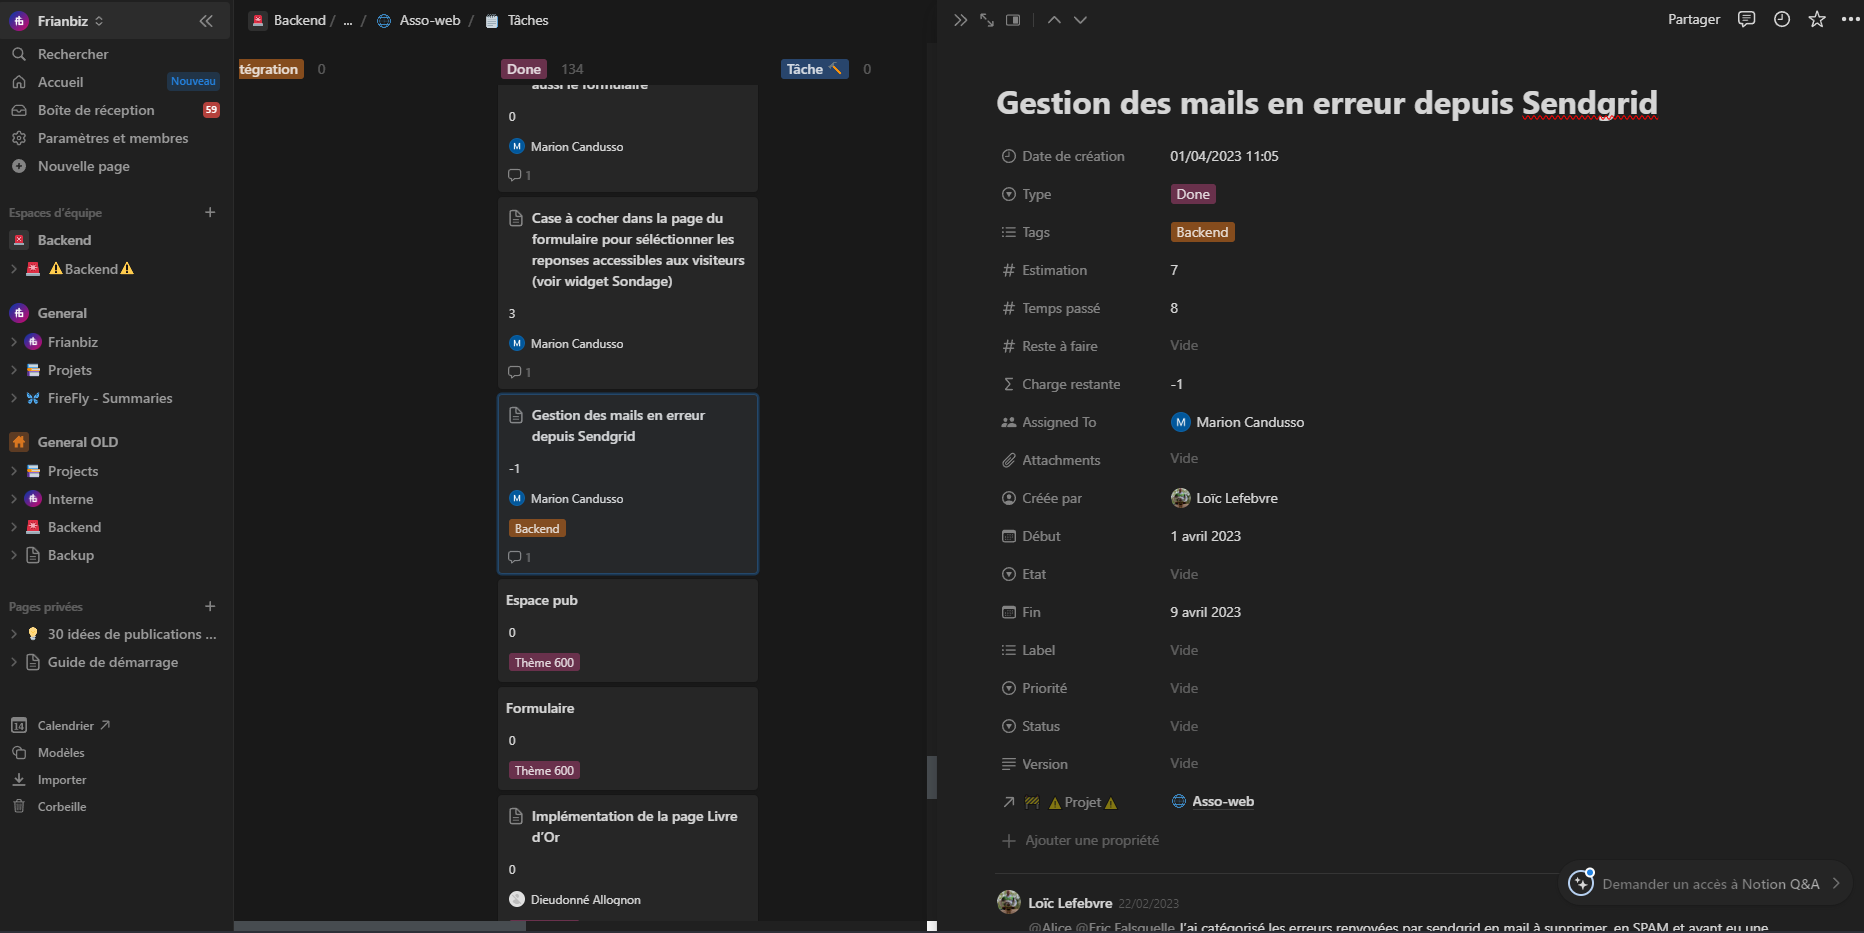 Frianbiz
Rechercher
Accueil
Nouveau
Boîte de réception
59
Paramètres et membres
Nouvelle page
Espaces d'équipe
Backend
⚠️Backend⚠️
General
Frianbiz
Projets
FireFly - Summaries
General OLD
Projects
Interne
Backend
Backup
Pages privées
30 idées de publications ...
Guide de démarrage
14
Calendrier
Modèles
Importer
Corbeille
Backend / ... / Asso-web / Tâches
tégration 0
Done 134
Tâche 🔨 0
aussi le formulaire
0
M Marion Candusso
1
Case à cocher dans la page du
formulaire pour séléctionner les
reponses accessibles aux visiteurs
(voir widget Sondage)
3
M Marion Candusso
1
Gestion des mails en erreur
depuis Sendgrid
-1
M Marion Candusso
Backend
1
Espace pub
0
Thème 600
Formulaire
0
Thème 600
Implémentation de la page Livre
d'Or
0
Dieudonné Allognon
Partager
Gestion des mails en erreur depuis Sendgrid
Date de création 01/04/2023 11:05
Type Done
Tags Backend
Estimation 7
Temps passé 8
Reste à faire Vide
Charge restante -1
Assigned To M Marion Candusso
Attachments Vide
Créée par Loïc Lefebvre
Début 1 avril 2023
Etat Vide
Fin 9 avril 2023
Label Vide
Priorité Vide
Status Vide
Version Vide
🚧 ⚠️Projet⚠️ Asso-web
Ajouter une propriété
Demander un accès à Notion Q&A
Loïc Lefebvre 22/02/2023
@Alice @Eric Falsquelle J'ai catégorisé les erreurs renvoyées par sendgrid en mail à supprimer, en SPAM et ayant eu une